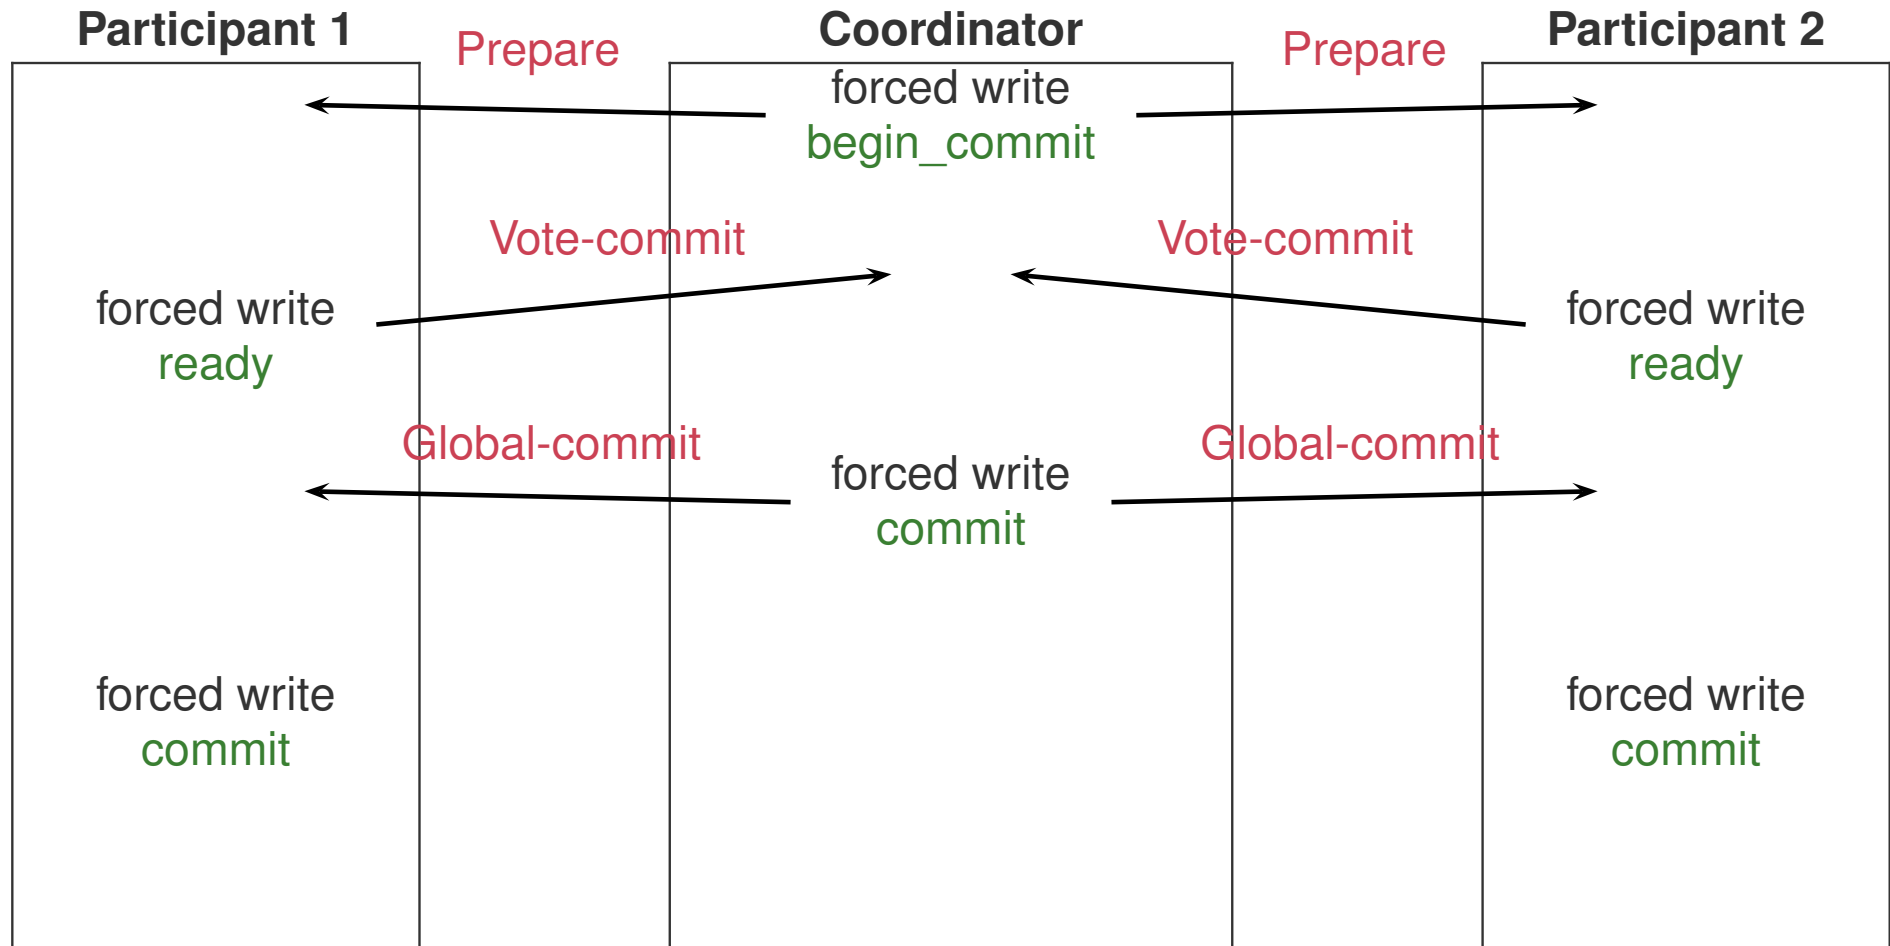 Participant 1
Prepare
Coordinator
Prepare
Participant 2
forced write
begin_commit
Vote-commit
Vote-commit
forced write
ready
forced write
ready
Global-commit
Global-commit
forced write
commit
forced write
commit
forced write
commit